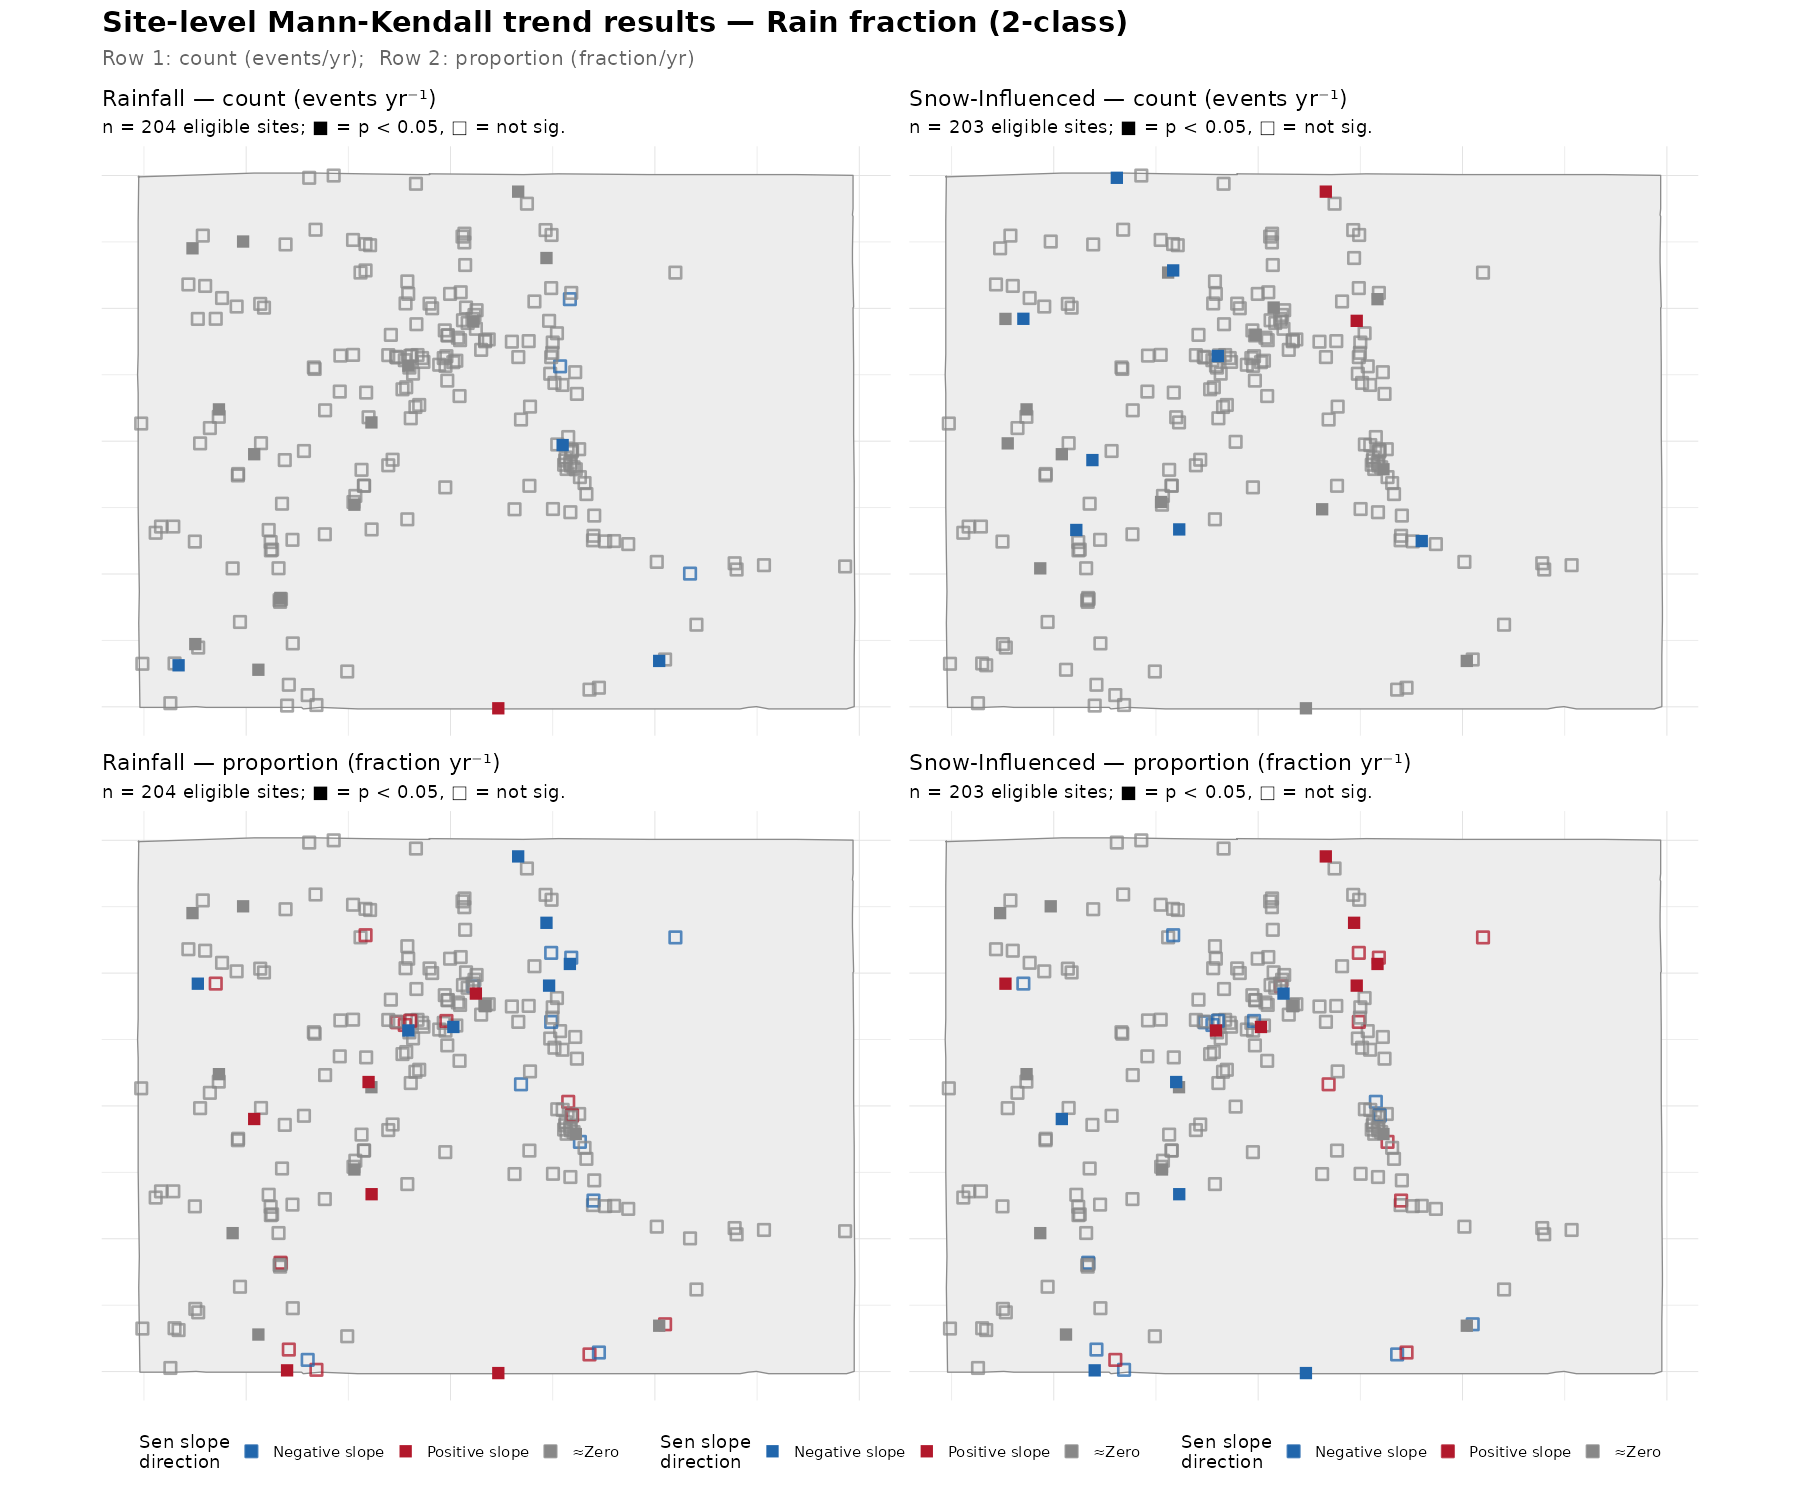 Site-level Mann-Kendall trend results — Rain fraction (2-class)
Row 1: count (events/yr);  Row 2: proportion (fraction/yr)
Rainfall — count (events yr⁻¹)
n = 204 eligible sites; ■ = p < 0.05, □ = not sig.
Snow-Influenced — count (events yr⁻¹)
n = 203 eligible sites; ■ = p < 0.05, □ = not sig.
Rainfall — proportion (fraction yr⁻¹)
n = 204 eligible sites; ■ = p < 0.05, □ = not sig.
Snow-Influenced — proportion (fraction yr⁻¹)
n = 203 eligible sites; ■ = p < 0.05, □ = not sig.
Sen slope
direction
Negative slope
Positive slope
≈Zero
Sen slope
direction
Negative slope
Positive slope
≈Zero
Sen slope
direction
Negative slope
Positive slope
≈Zero